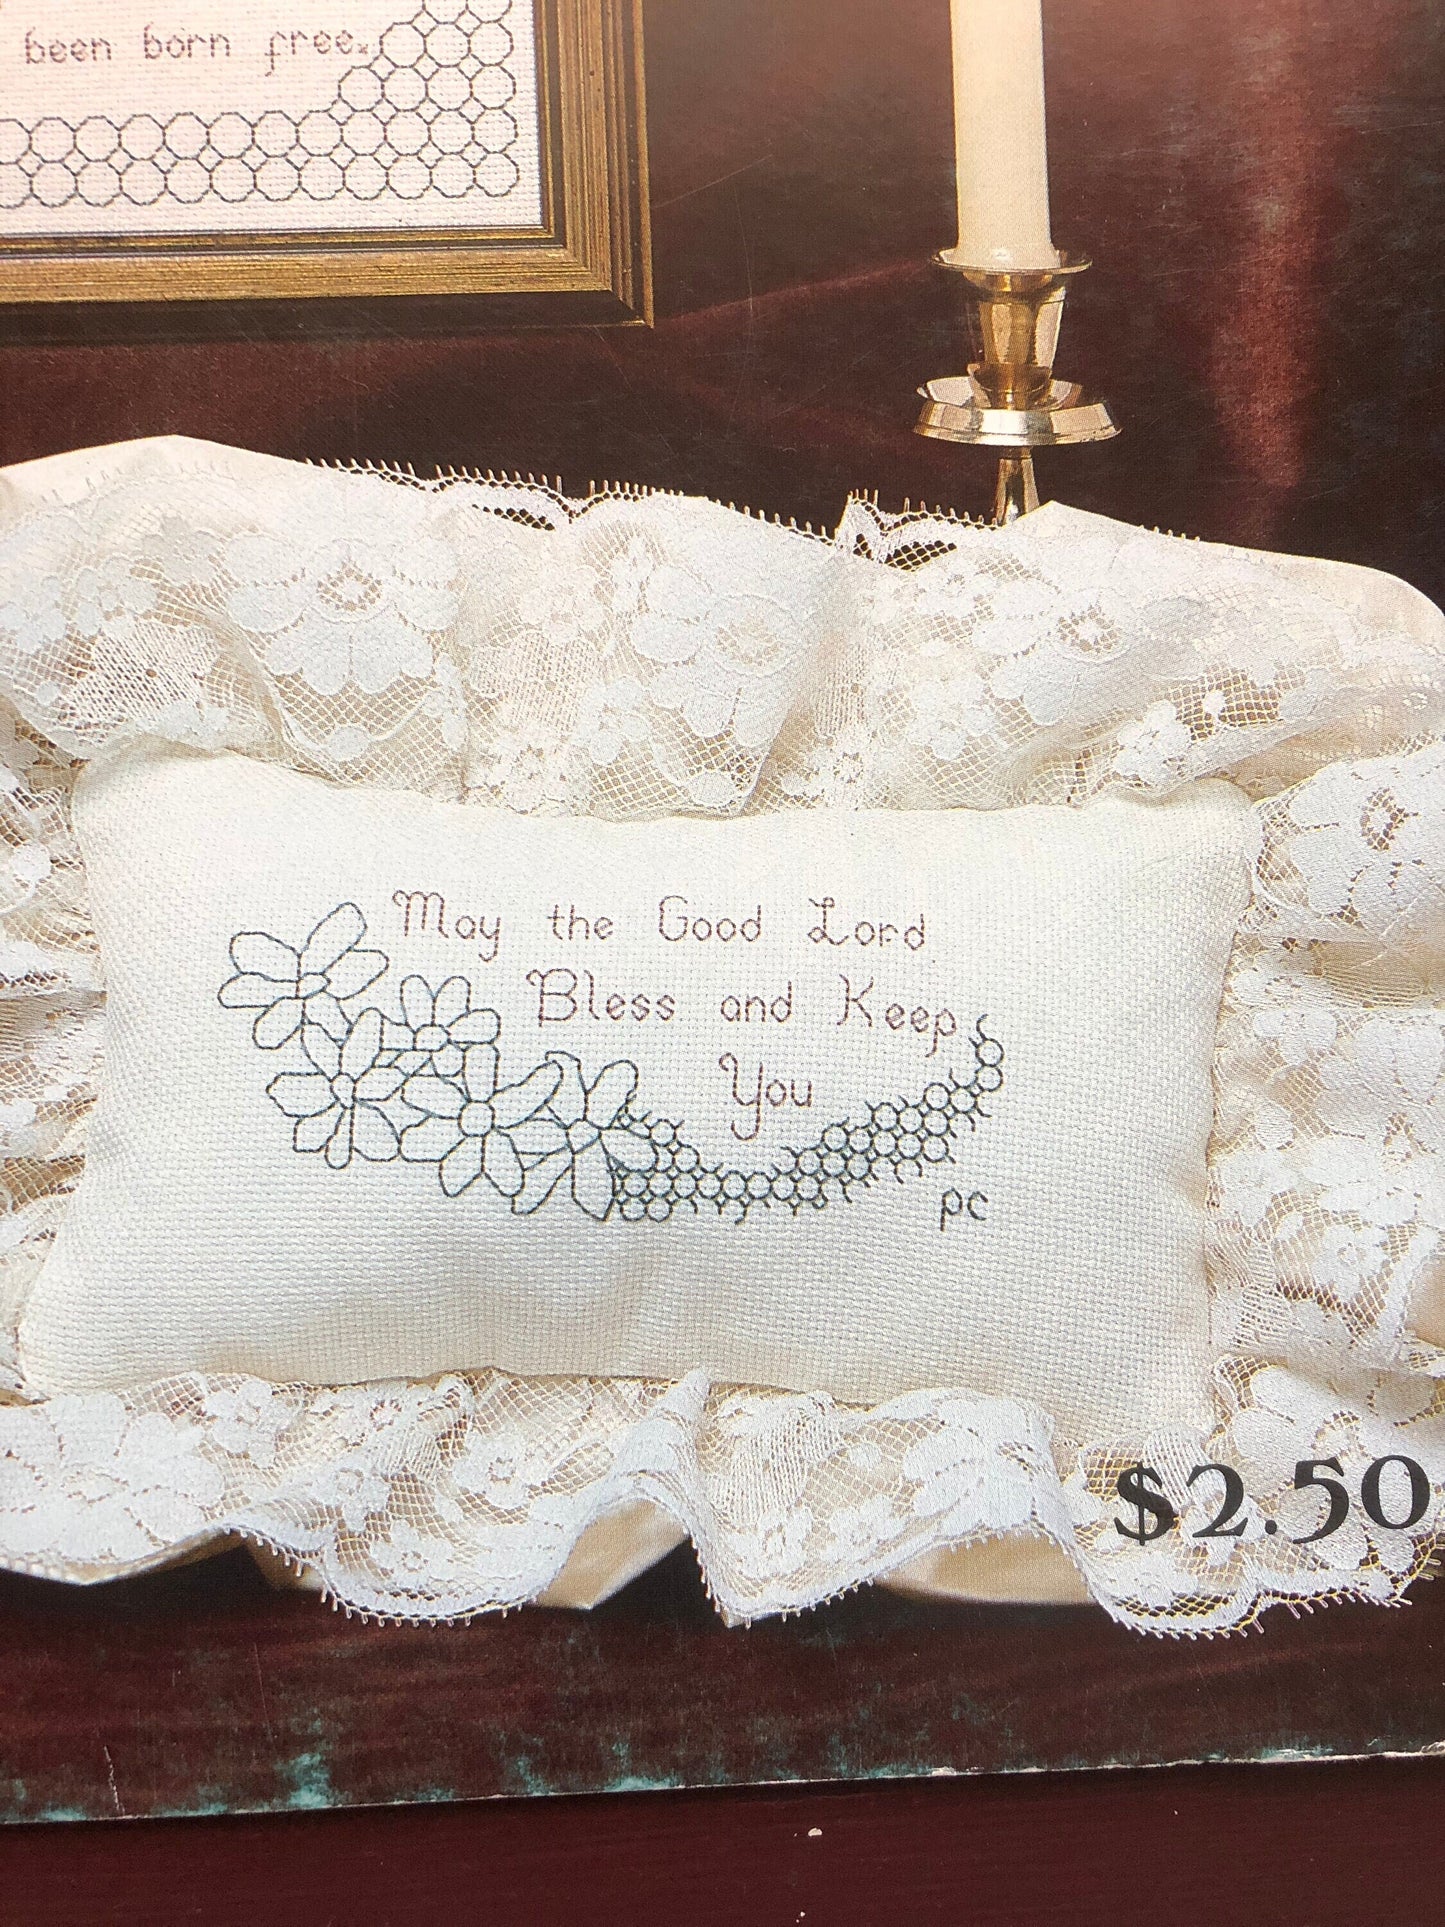 been born free.
May the Good Lord
Bless and Keep
You
pc
$2.50